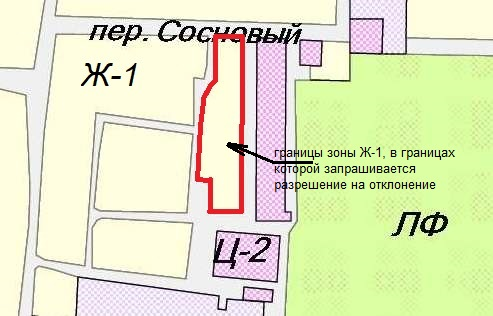 пер. Сосновый
Ж-1
границы зоны Ж-1, в границах
которой запрашивается
разрешение на отклонение
ЛФ
Ц-2